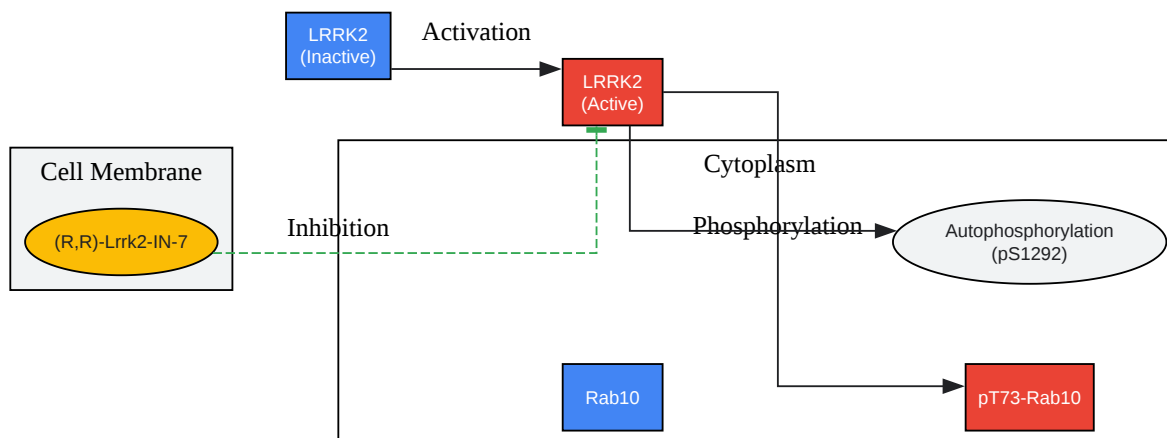 LRRK2
(Inactive)
Activation
LRRK2
(Active)
Cell Membrane
Cytoplasm
(R,R)-Lrrk2-IN-7
Inhibition
Phosphorylation
Autophosphorylation
(pS1292)
Rab10
pT73-Rab10